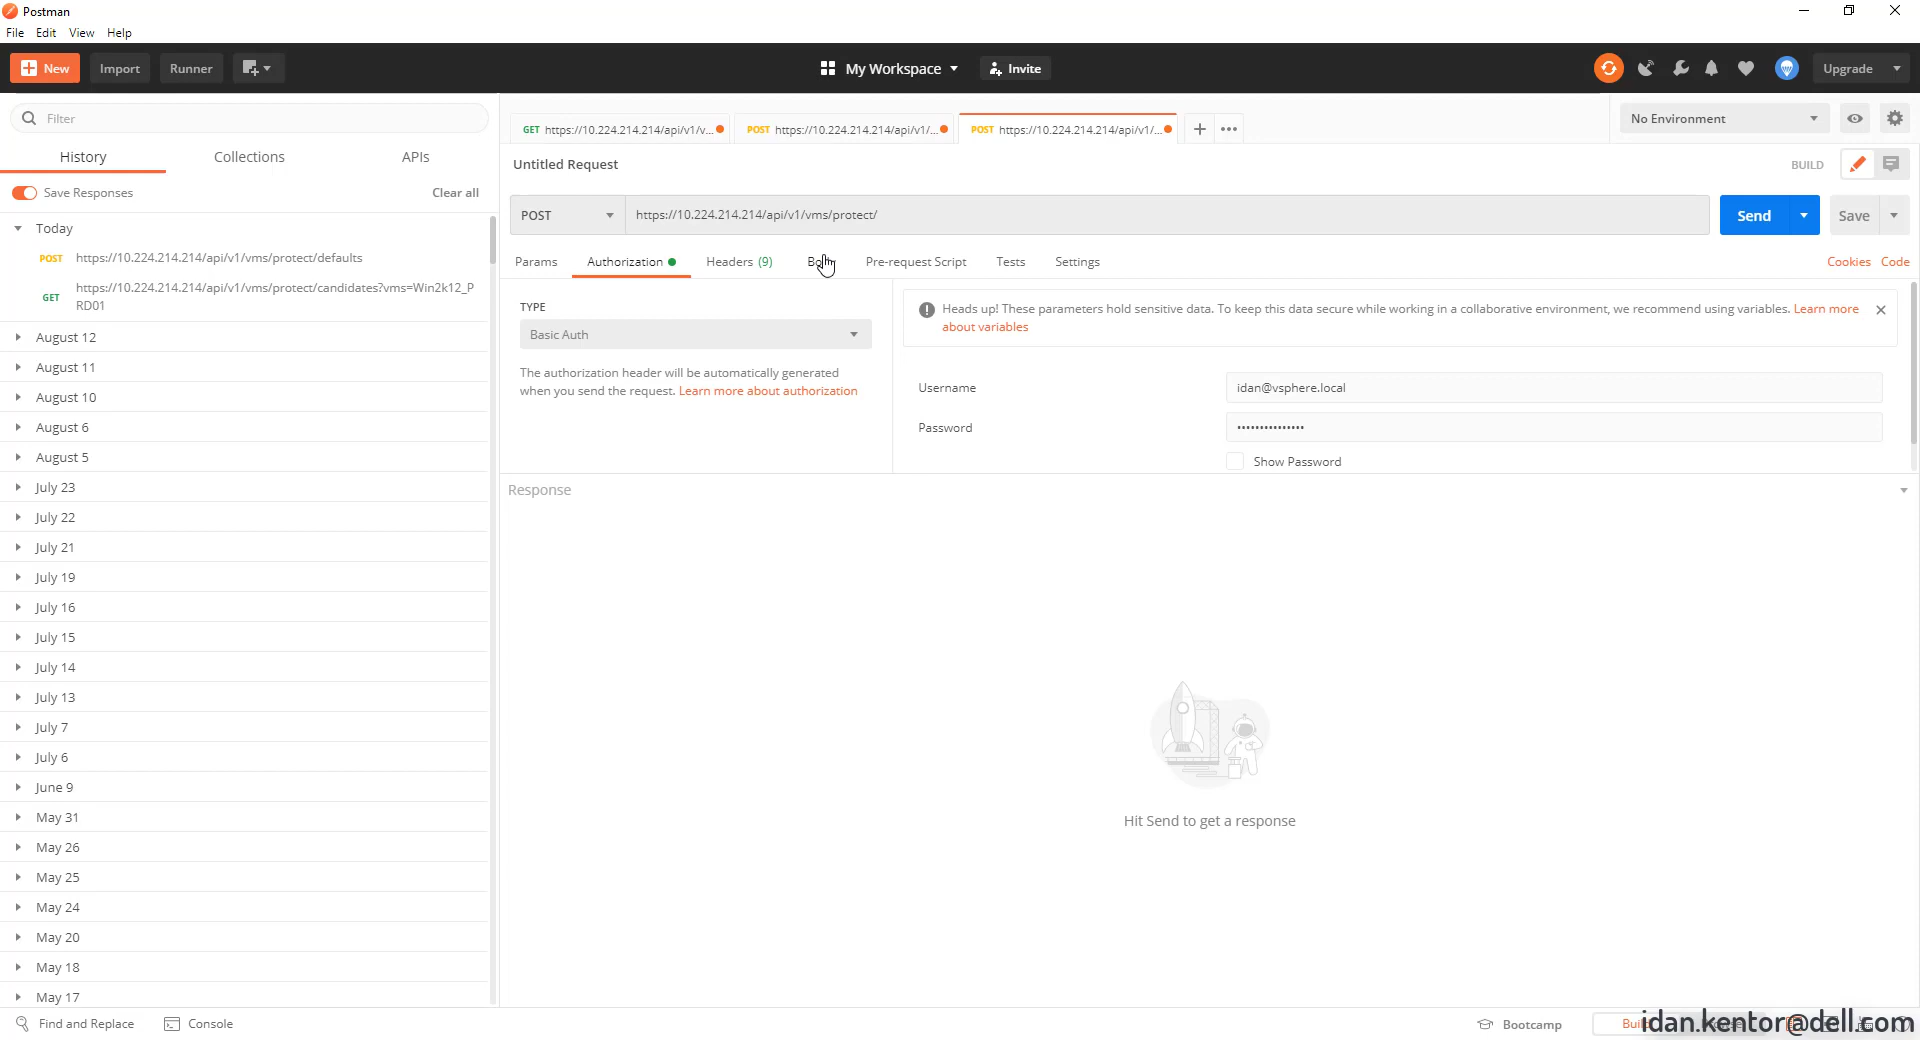 Postman
File Edit View Help
New Import Runner My Workspace Invite Upgrade
Filter
History Collections APIs
Save Responses Clear all
Today
POST https://10.224.214.214/api/v1/vms/protect/defaults
GET https://10.224.214.214/api/v1/vms/protect/candidates?vms=Win2k12_P
RD01
August 12
August 11
August 10
August 6
August 5
July 23
July 22
July 21
July 19
July 16
July 15
July 14
July 13
July 7
July 6
June 9
May 31
May 26
May 25
May 24
May 20
May 18
May 17
GET https://10.224.214.214/api/v1/v... POST https://10.224.214.214/api/v1/... POST https://10.224.214.214/api/v1/...
No Environment
Untitled Request BUILD
POST https://10.224.214.214/api/v1/vms/protect/ Send Save
Params Authorization Headers (9) Pre-request Script Tests Settings Cookies Code
TYPE
Basic Auth
The authorization header will be automatically generated
when you send the request. Learn more about authorization
Heads up! These parameters hold sensitive data. To keep this data secure while working in a collaborative environment, we recommend using variables. Learn more
about variables
Username idan@vsphere.local
Password •••••••••••••••
Show Password
Response
Hit Send to get a response
Find and Replace Console Bootcamp
idan.kentor@dell.com